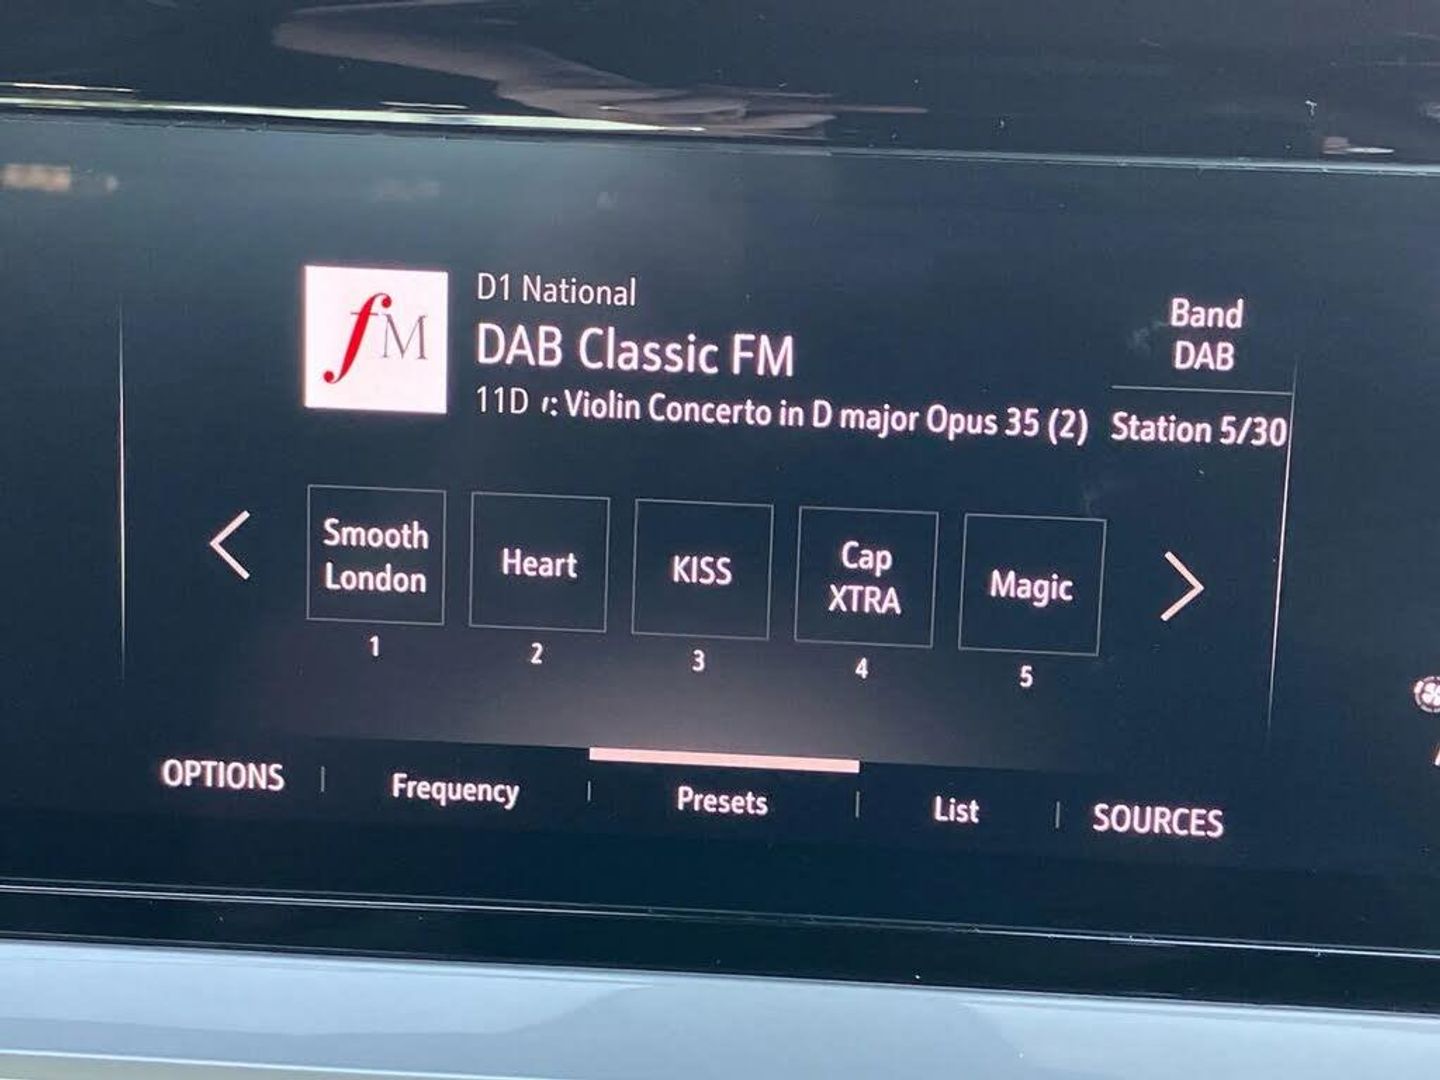 fM
D1 National
DAB Classic FM
11D r: Violin Concerto in D major Opus 35 (2)
Band
DAB
Station 5/30
Smooth
London
Heart
KISS
Cap
XTRA
Magic
1
2
3
4
5
OPTIONS
Frequency
Presets
List
SOURCES